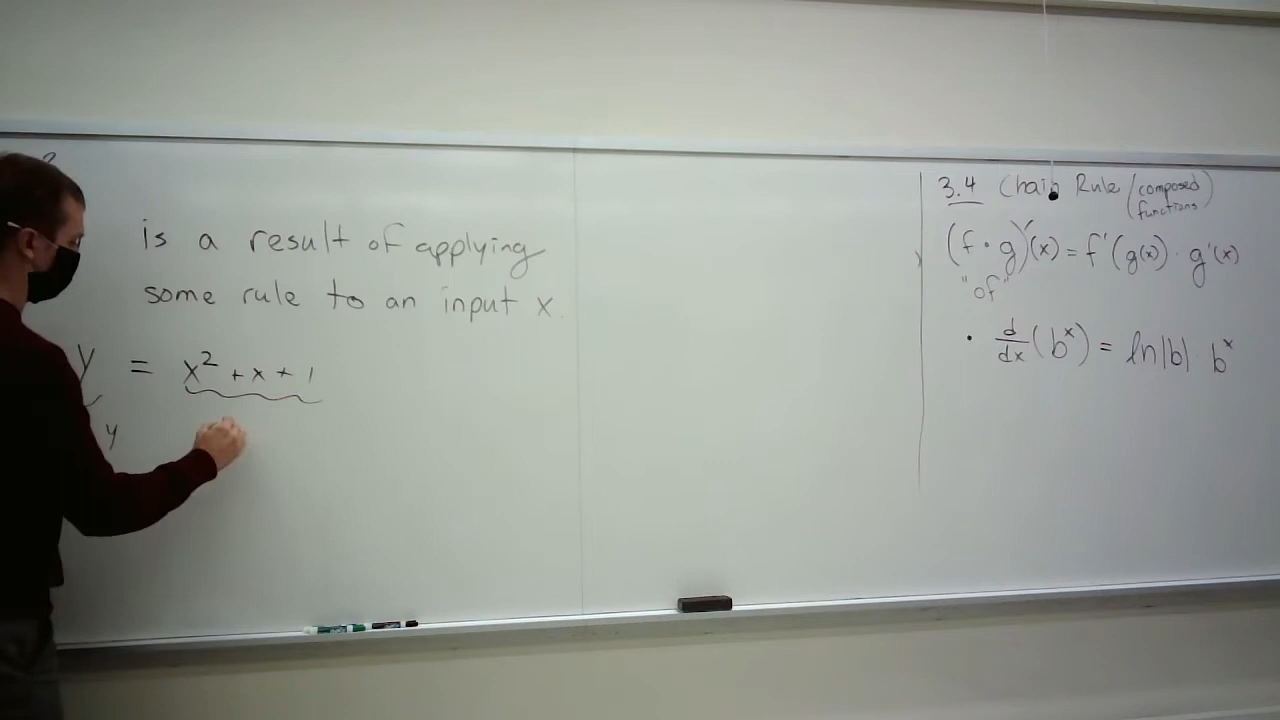 is a result of applying
some rule to an input x.
y = x² + x + 1
y
3.4 Chain Rule (composed functions)
(f · g)'(x) = f'(g(x)) · g'(x)
"of"
· d/dx (bˣ) = ln|b| bˣ